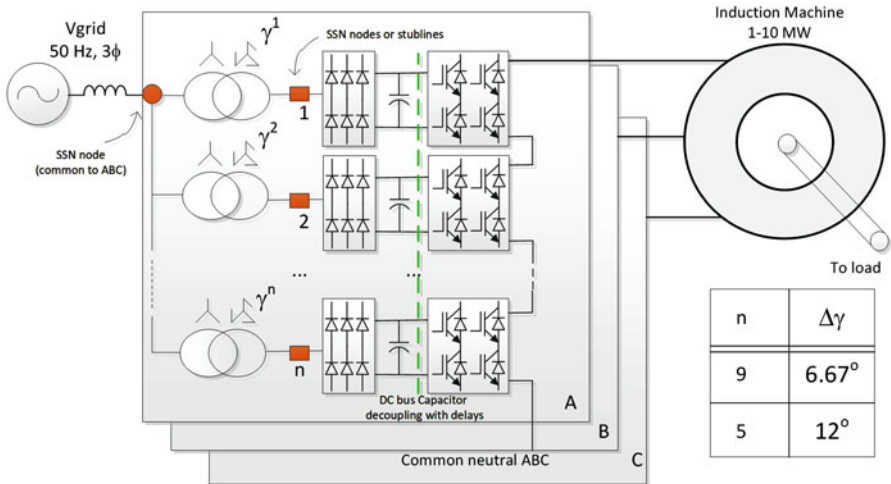 Vgrid
50 Hz, 3ϕ
SSN node
(common to ABC)
γ¹
SSN nodes or stublines
1
γ²
2
...
...
γⁿ
n
DC bus Capacitor
decoupling with delays
A
B
C
Common neutral ABC
Induction Machine
1-10 MW
To load
n Δγ
9 6.67°
5 12°